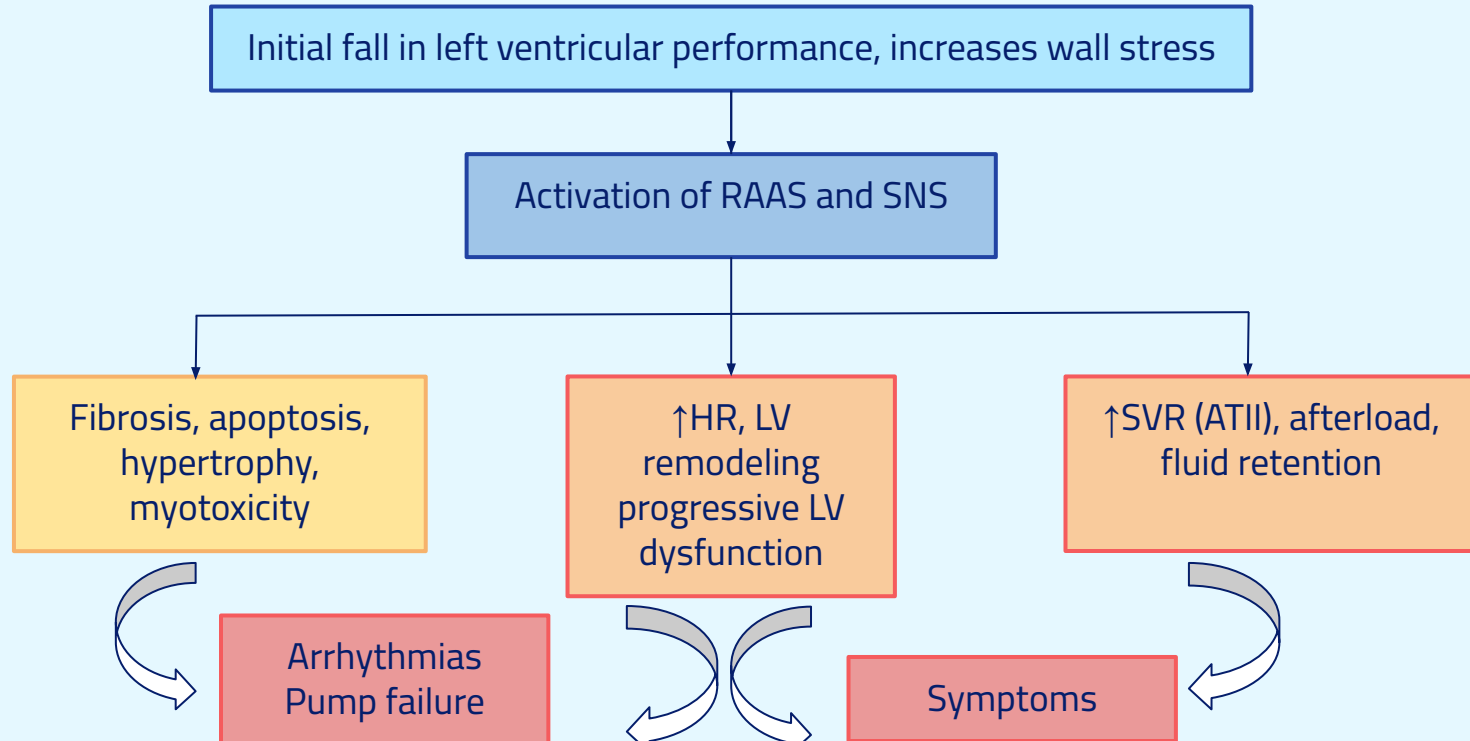 Initial fall in left ventricular performance, increases wall stress
Activation of RAAS and SNS
Fibrosis, apoptosis,
hypertrophy,
myotoxicity
↑HR, LV
remodeling
progressive LV
dysfunction
↑SVR (ATII), afterload,
fluid retention
Arrhythmias
Pump failure
Symptoms